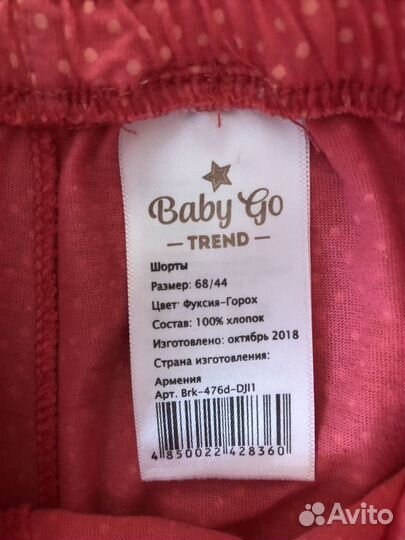 Baby Go
— TREND —
Шорты
Размер: 68/44
Цвет: Фуксия-Горох
Состав: 100% хлопок
Изготовлено: октябрь 2018
Страна изготовления:
Армения
Арт. Brk-476d-DJI1
4 850022 428360
Avito